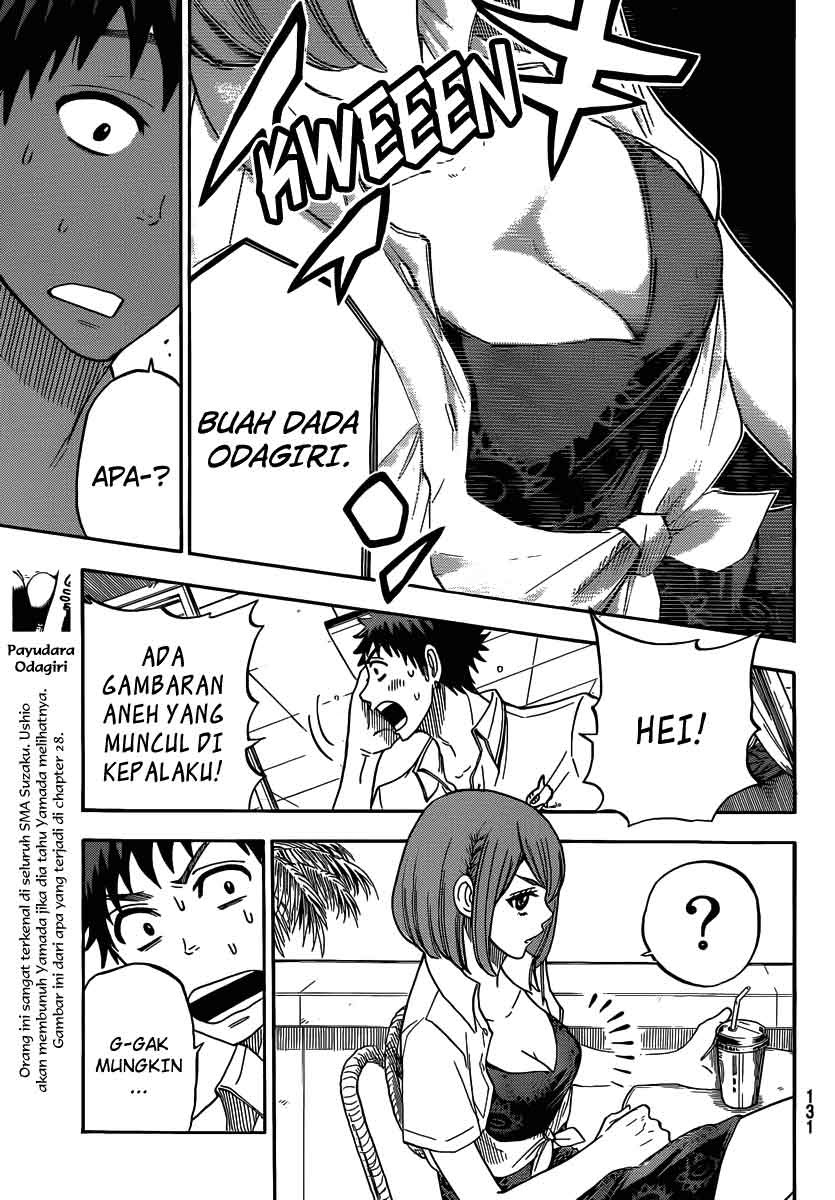 KWEEEN
BUAH DADA
ODAGIRI.
APA-?
HEI!
ADA
GAMBARAN
ANEH YANG
MUNCUL DI
KEPALAKU!
Payudara
Odagiri
Orang ini sangat terkenal di seluruh SMA Suzaku. Ushio
akan membunuh Yamada jika dia tahu Yamada melihatnya.
Gambar ini dari apa yang terjadi di chapter 28.
?
G-GAK
MUNGKIN
...
131